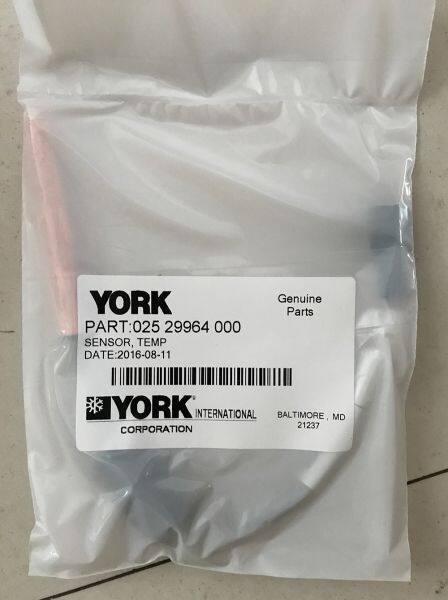 YORK
Genuine
Parts
PART:025 29964 000
SENSOR, TEMP
DATE:2016-08-11
YORK® INTERNATIONAL
CORPORATION
BALTIMORE , MD
21237